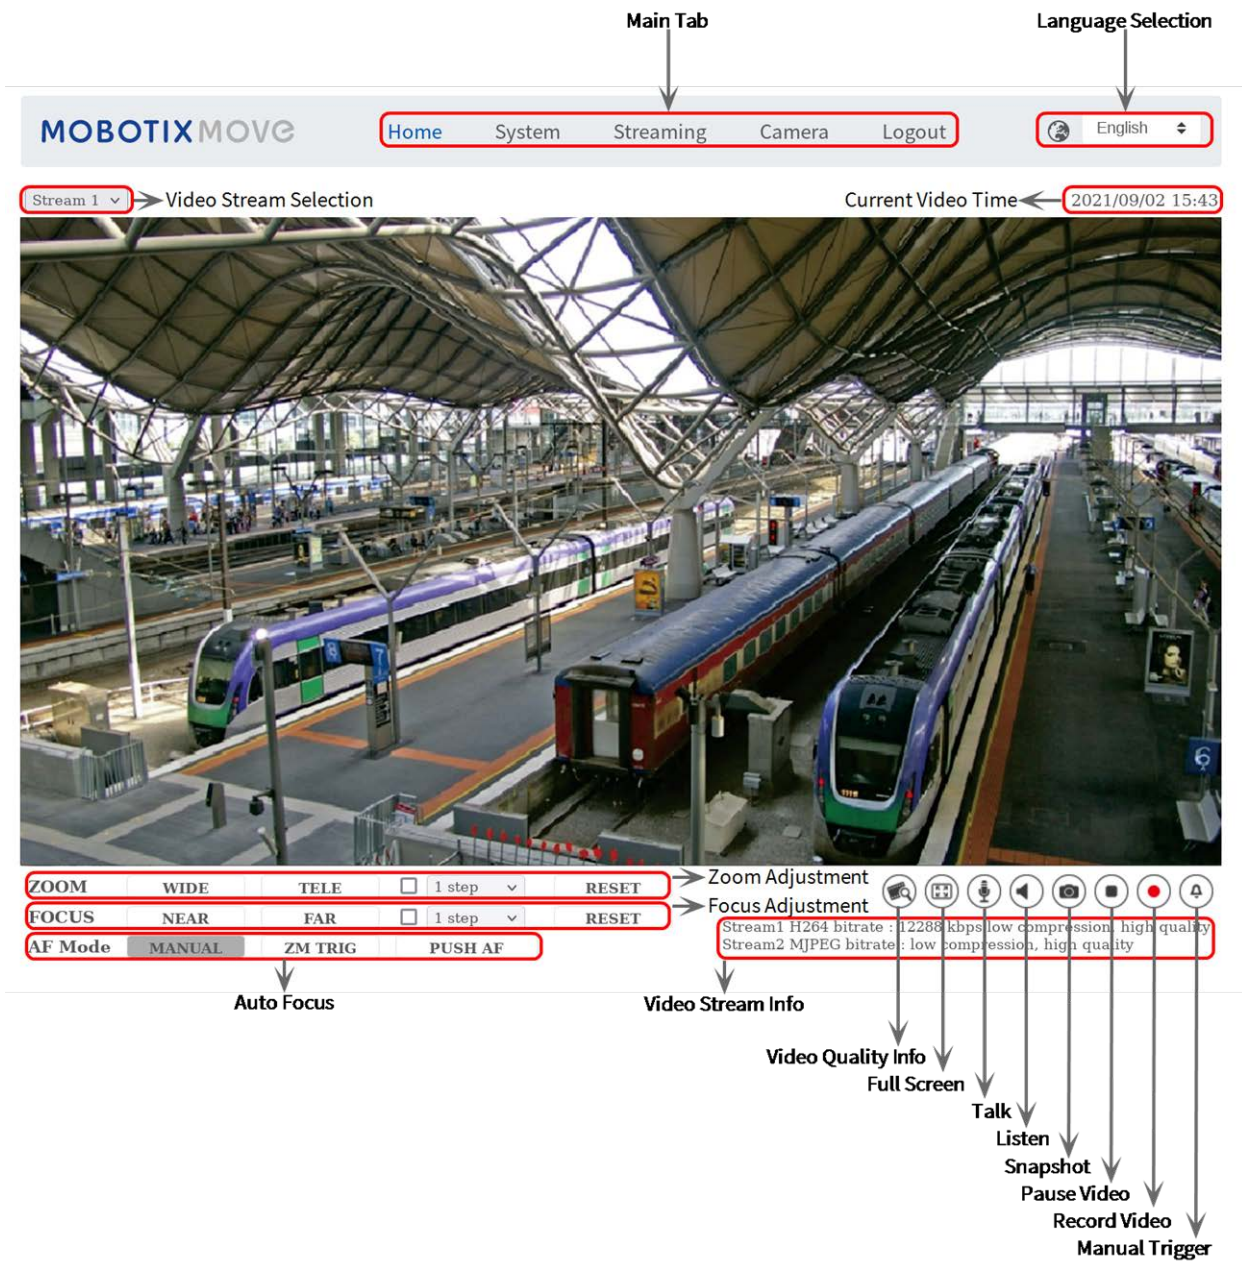 Main Tab Language Selection
MOBOTIX MOVE Home System Streaming Camera Logout English
Stream 1 Video Stream Selection Current Video Time 2021/09/02 15:43
8 7
6
ZOOM WIDE TELE 1 step RESET Zoom Adjustment
FOCUS NEAR FAR 1 step RESET Focus Adjustment
Stream1 H264 bitrate : 12288 kbps low compression, high quality
AF Mode MANUAL ZM TRIG PUSH AF Stream2 MJPEG bitrate : low compression, high quality
Auto Focus Video Stream Info
Video Quality Info
Full Screen
Talk
Listen
Snapshot
Pause Video
Record Video
Manual Trigger